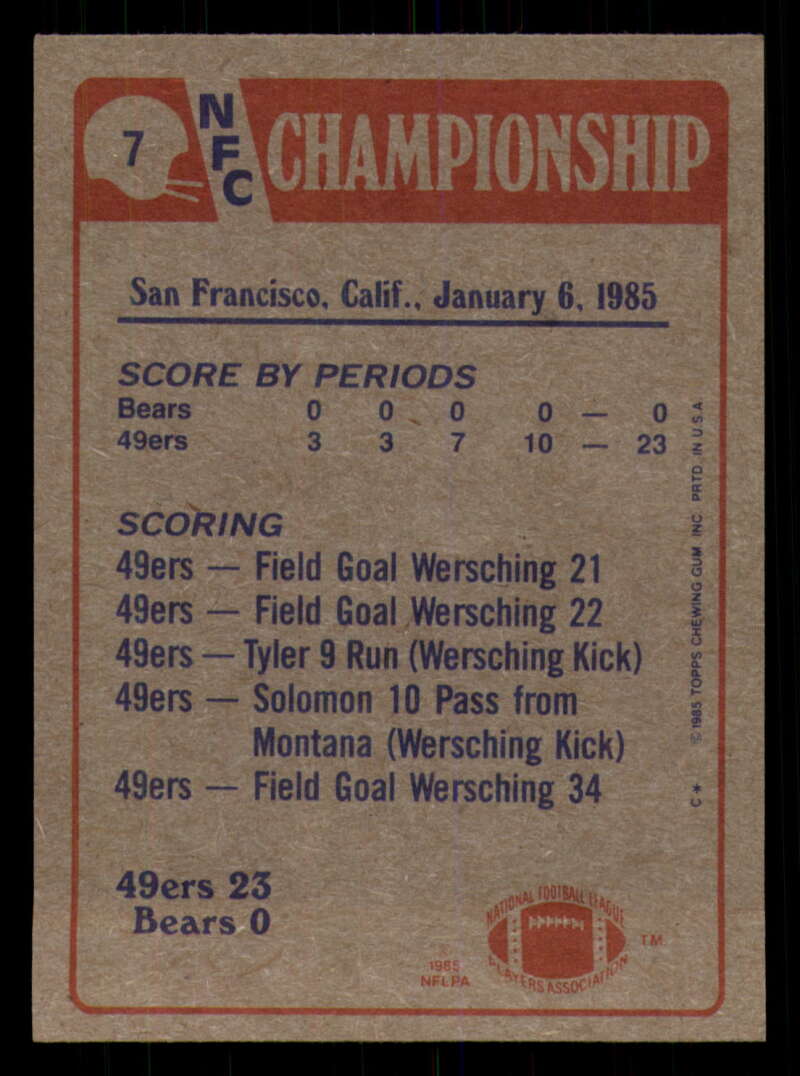 7
NFC
CHAMPIONSHIP
San Francisco, Calif., January 6, 1985
SCORE BY PERIODS
Bears 0 0 0 0 — 0
49ers 3 3 7 10 — 23
SCORING
49ers — Field Goal Wersching 21
49ers — Field Goal Wersching 22
49ers — Tyler 9 Run (Wersching Kick)
49ers — Solomon 10 Pass from
Montana (Wersching Kick)
49ers — Field Goal Wersching 34
49ers 23
Bears 0
1985
NFLPA
NATIONAL FOOTBALL LEAGUE
PLAYERS ASSOCIATION
TM
C* ©1985 TOPPS CHEWING GUM INC PRTD. IN U.S.A.